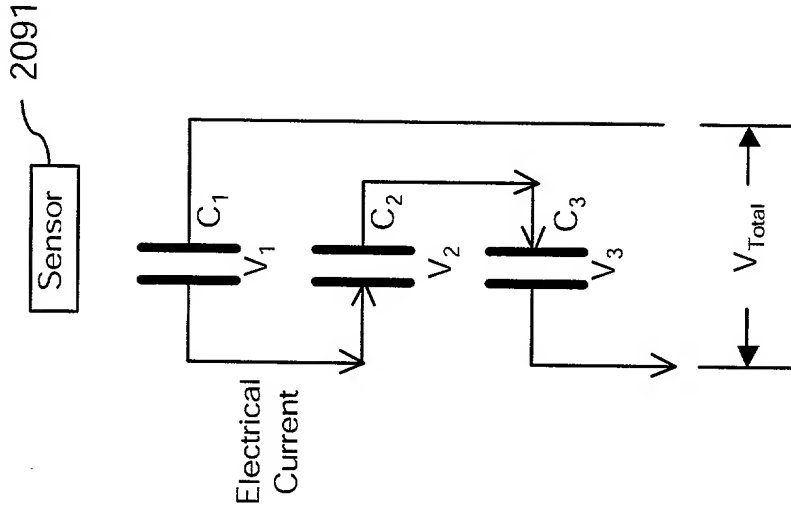 Sensor
2091
C1
V1
Electrical
Current
C2
V2
C3
V3
VTotal